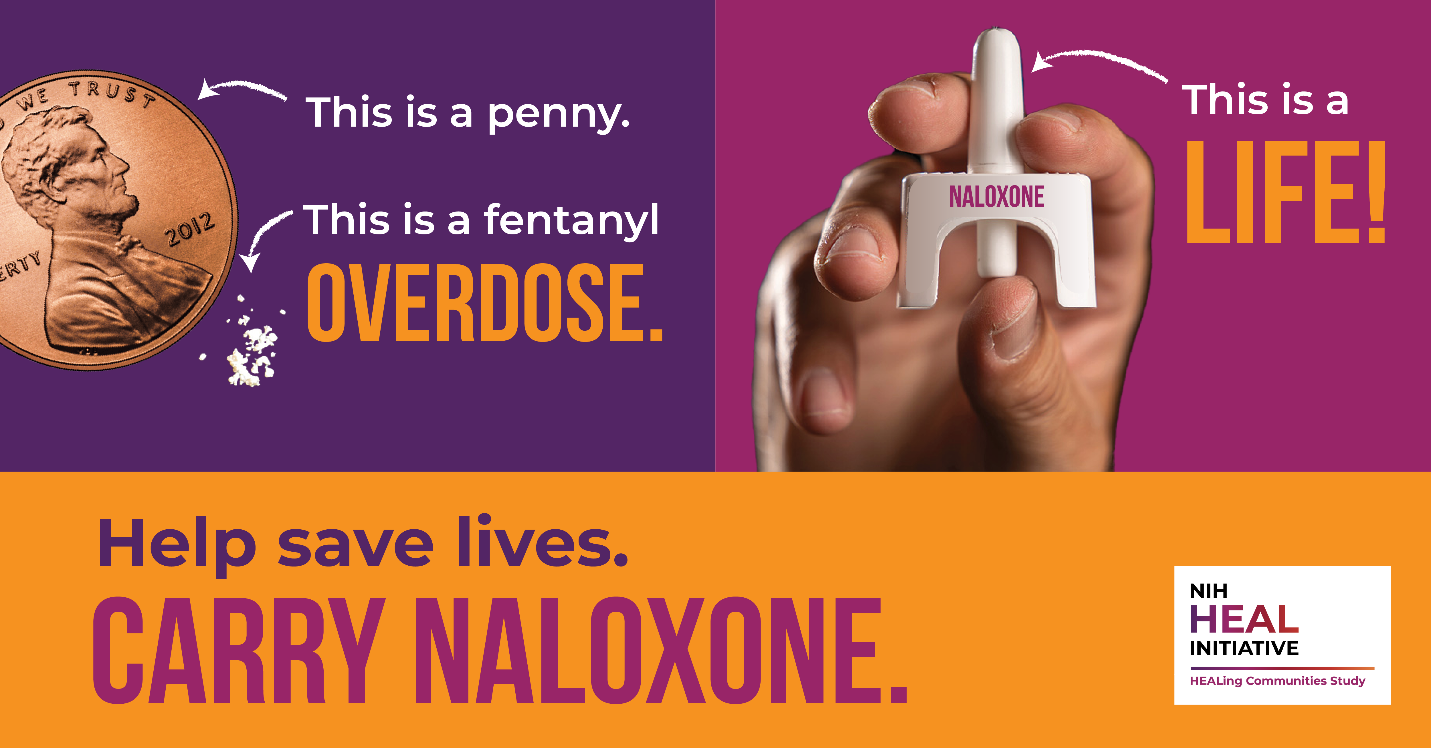 WE TRUST
ERTY
2012
This is a penny.
This is a fentanyl
OVERDOSE.
NALOXONE
This is a
LIFE!
Help save lives.
CARRY NALOXONE.
NIH
HEAL
INITIATIVE
HEALing Communities Study